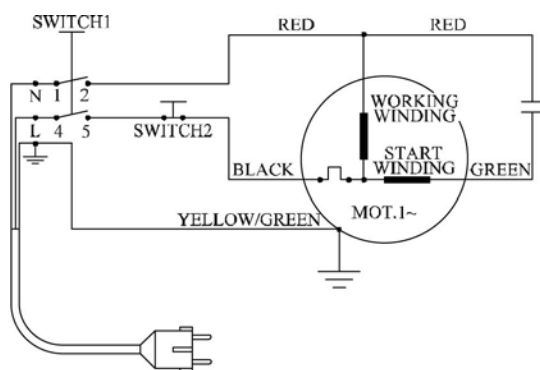 SWITCH1
RED RED
N 1 2
L 4 5
SWITCH2
WORKING
WINDING
START
WINDING
BLACK
GREEN
MOT.1~
YELLOW/GREEN